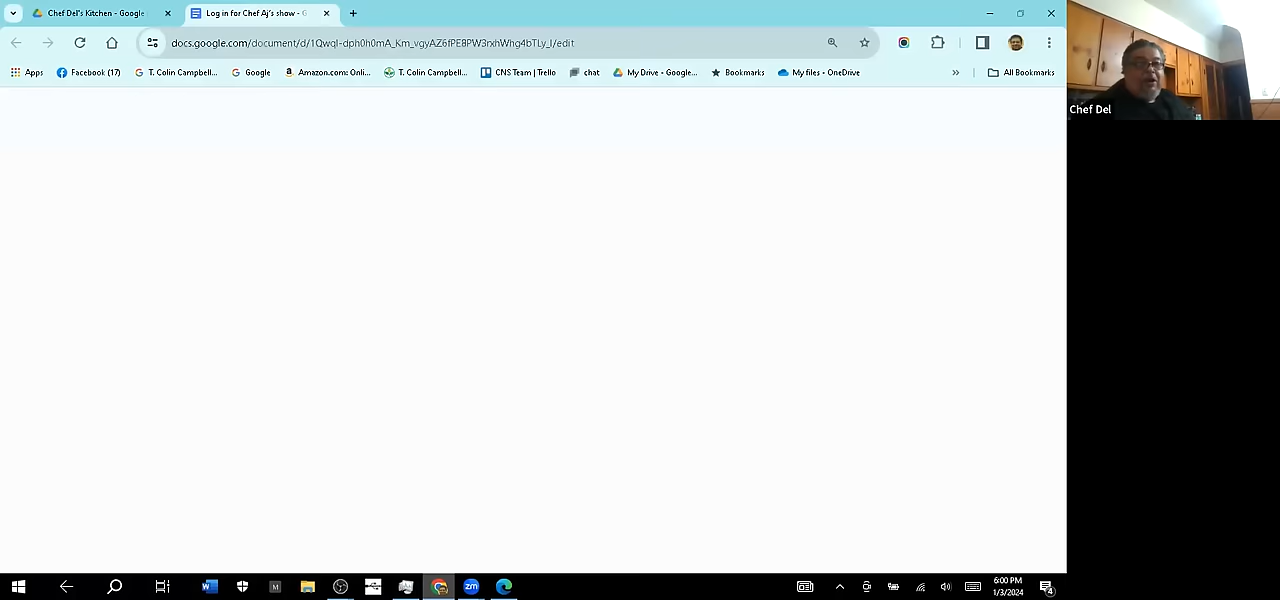 Chef Del's Kitchen - Google
Log in for Chef Aj's show - G
docs.google.com/document/d/1Qwql-dph0h0mA_Km_vgyAZ6fPE8PW3rxhWhg4bTLy_I/edit
Apps
Facebook (17)
T. Colin Campbell...
Google
Amazon.com: Onli...
T. Colin Campbell...
CNS Team | Trello
chat
My Drive - Google...
Bookmarks
My files - OneDrive
All Bookmarks
Chef Del
zm
6:00 PM
1/3/2024
4